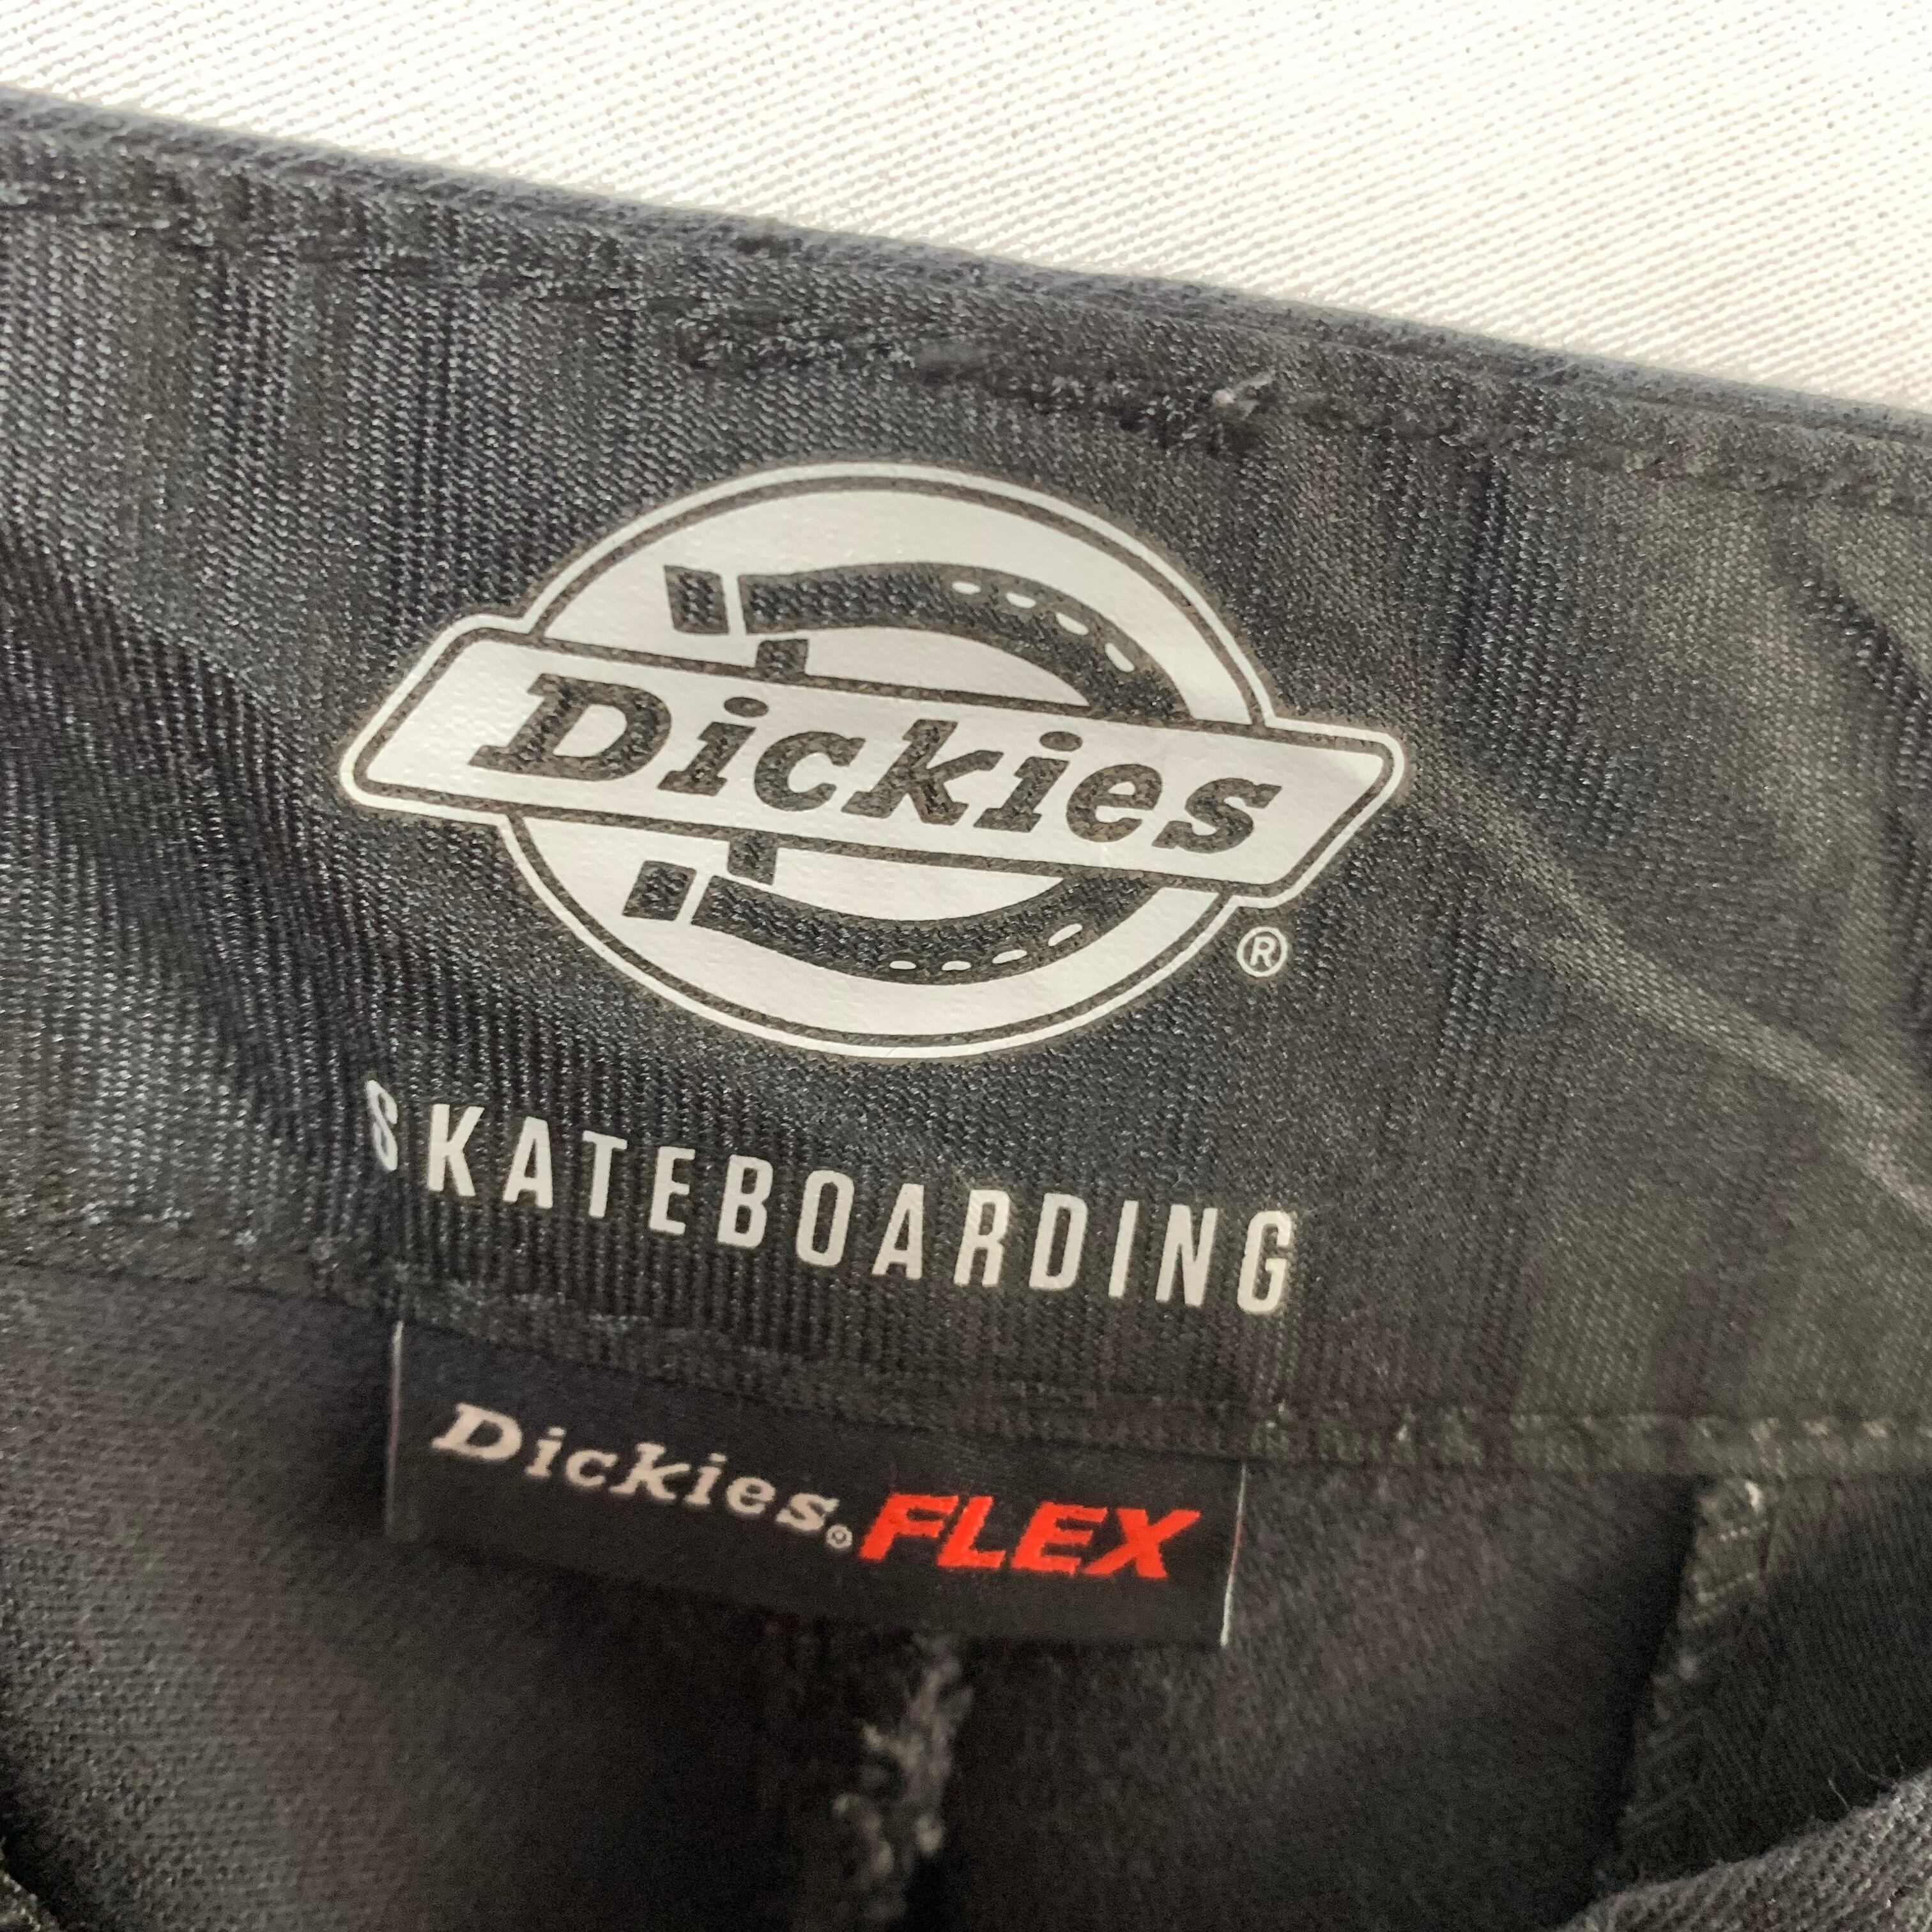 Dickies
®
SKATEBOARDING
Dickies® FLEX